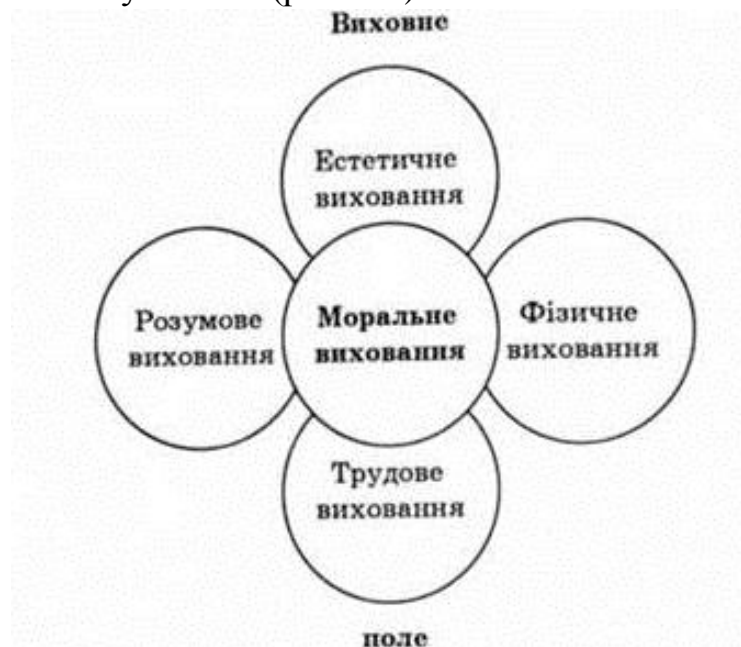 Виховне
Естетичне
виховання
Розумове
виховання
Моральне
виховання
Фізичне
виховання
Трудове
виховання
поле